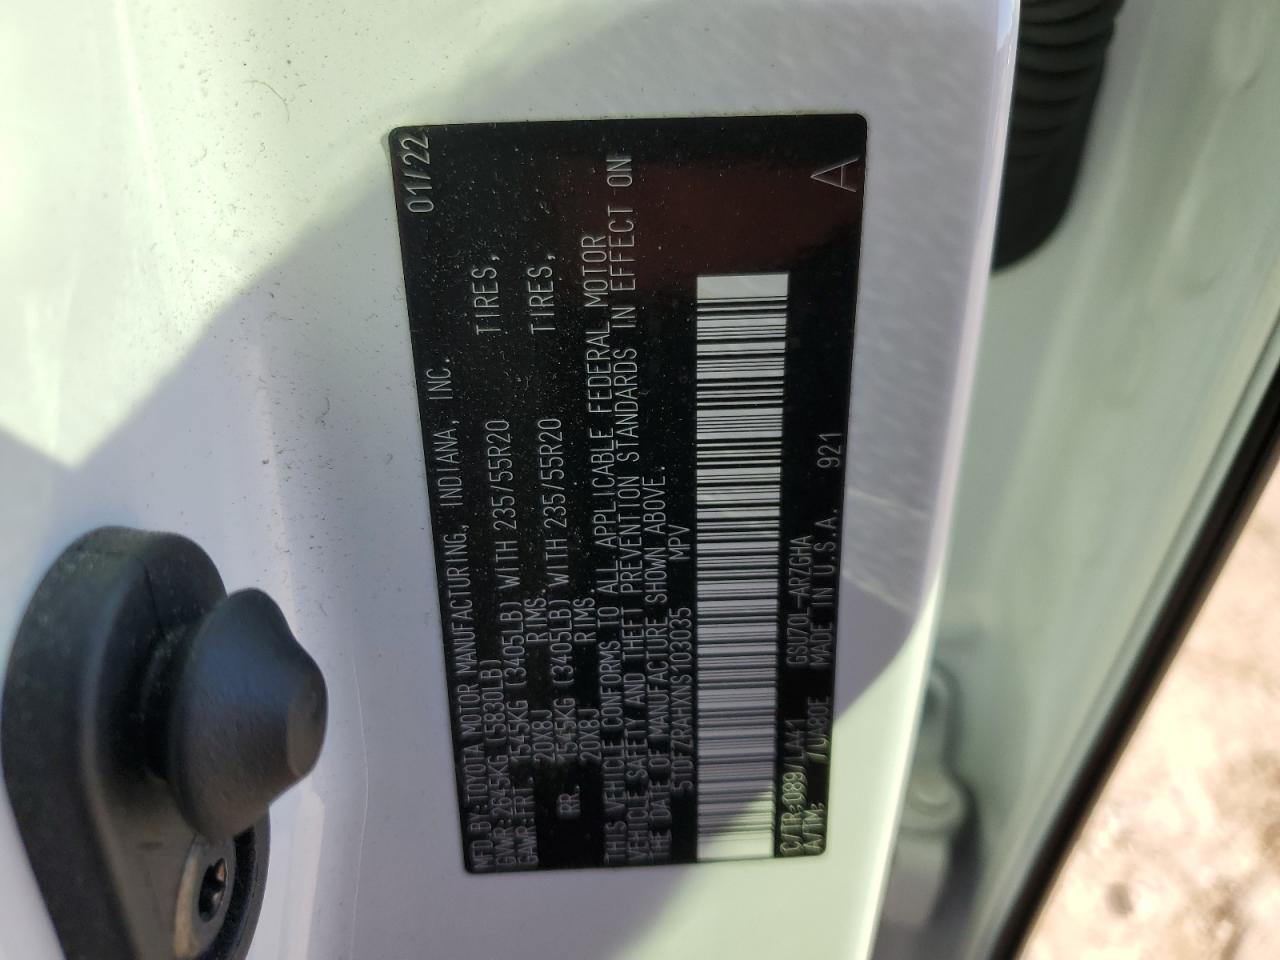 MFD BY: TOYOTA MOTOR MANUFACTURING, INDIANA, INC. 01/22
GVWR:2645KG (5830LB)
GAWR:FRT. 1545KG (3405LB) WITH 235/55R20 TIRES,
20X8J RIMS.
RR. 1545KG (3405LB) WITH 235/55R20 TIRES,
20X8J RIMS
THIS VEHICLE CONFORMS TO ALL APPLICABLE FEDERAL MOTOR
VEHICLE SAFETY AND THEFT PREVENTION STANDARDS IN EFFECT ON
THE DATE OF MANUFACTURE SHOWN ABOVE.
5TDFZRAHXNS103035 MPV
C/TR:089/LA41 GSU70L-ARZGHA
A/TM: /U880E MADE IN U.S.A. 921
A